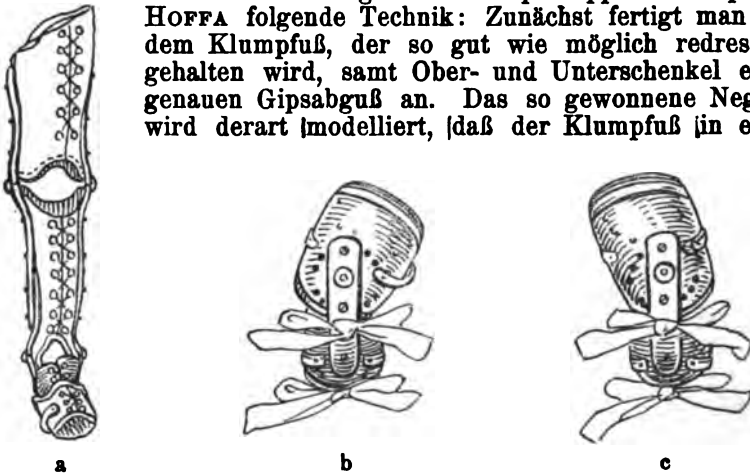 HOFFA folgende Technik: Zunächst fertigt man
dem Klumpfuß, der so gut wie möglich redres
gehalten wird, samt Ober- und Unterschenkel e
genauen Gipsabguß an. Das so gewonnene Neg
wird derart |modelliert, |daß der Klumpfuß |in e
a b c